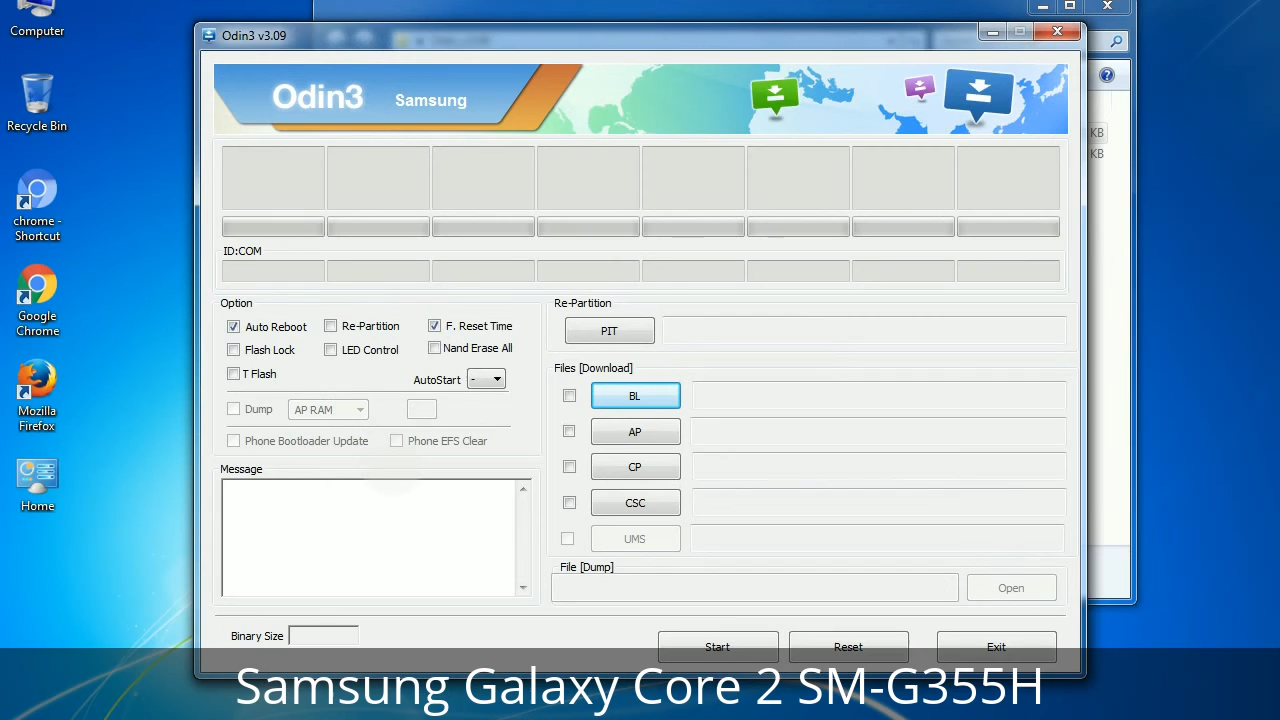 Computer
Recycle Bin
chrome -
Shortcut
Google
Chrome
Mozilla
Firefox
Home
Odin3 v3.09
Odin3 Samsung
KB
KB
ID:COM
Option
Auto Reboot
Re-Partition
F. Reset Time
Flash Lock
LED Control
Nand Erase All
T Flash
AutoStart -
Dump
AP RAM
Phone Bootloader Update
Phone EFS Clear
Message
Binary Size
Re-Partition
PIT
Files [Download]
BL
AP
CP
CSC
UMS
File [Dump]
Open
Start
Reset
Exit
Samsung Galaxy Core 2 SM-G355H